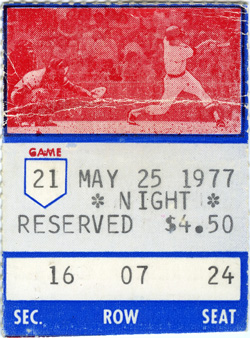 GAME
21 MAY 25 1977
* NIGHT *
RESERVED $4.50
16 07 24
SEC. ROW SEAT